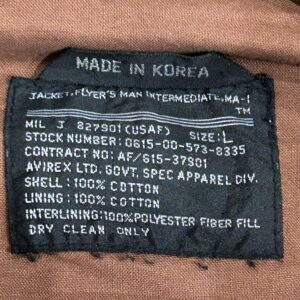 MADE IN KOREA
JACKET,FLYER'S MAN INTERMEDIATE,MA-1
TM
MIL J 827901(USAF) SIZE:L
STOCK NUMBER:0615-00-573-8335
CONTRACT NO: AF/615-37901
AVIREX LTD. GOVT. SPEC APPAREL DIV.
SHELL:100% COTTON
LINING:100% COTTON
INTERLINING:100%POLYESTER FIBER FILL
DRY CLEAN ONLY